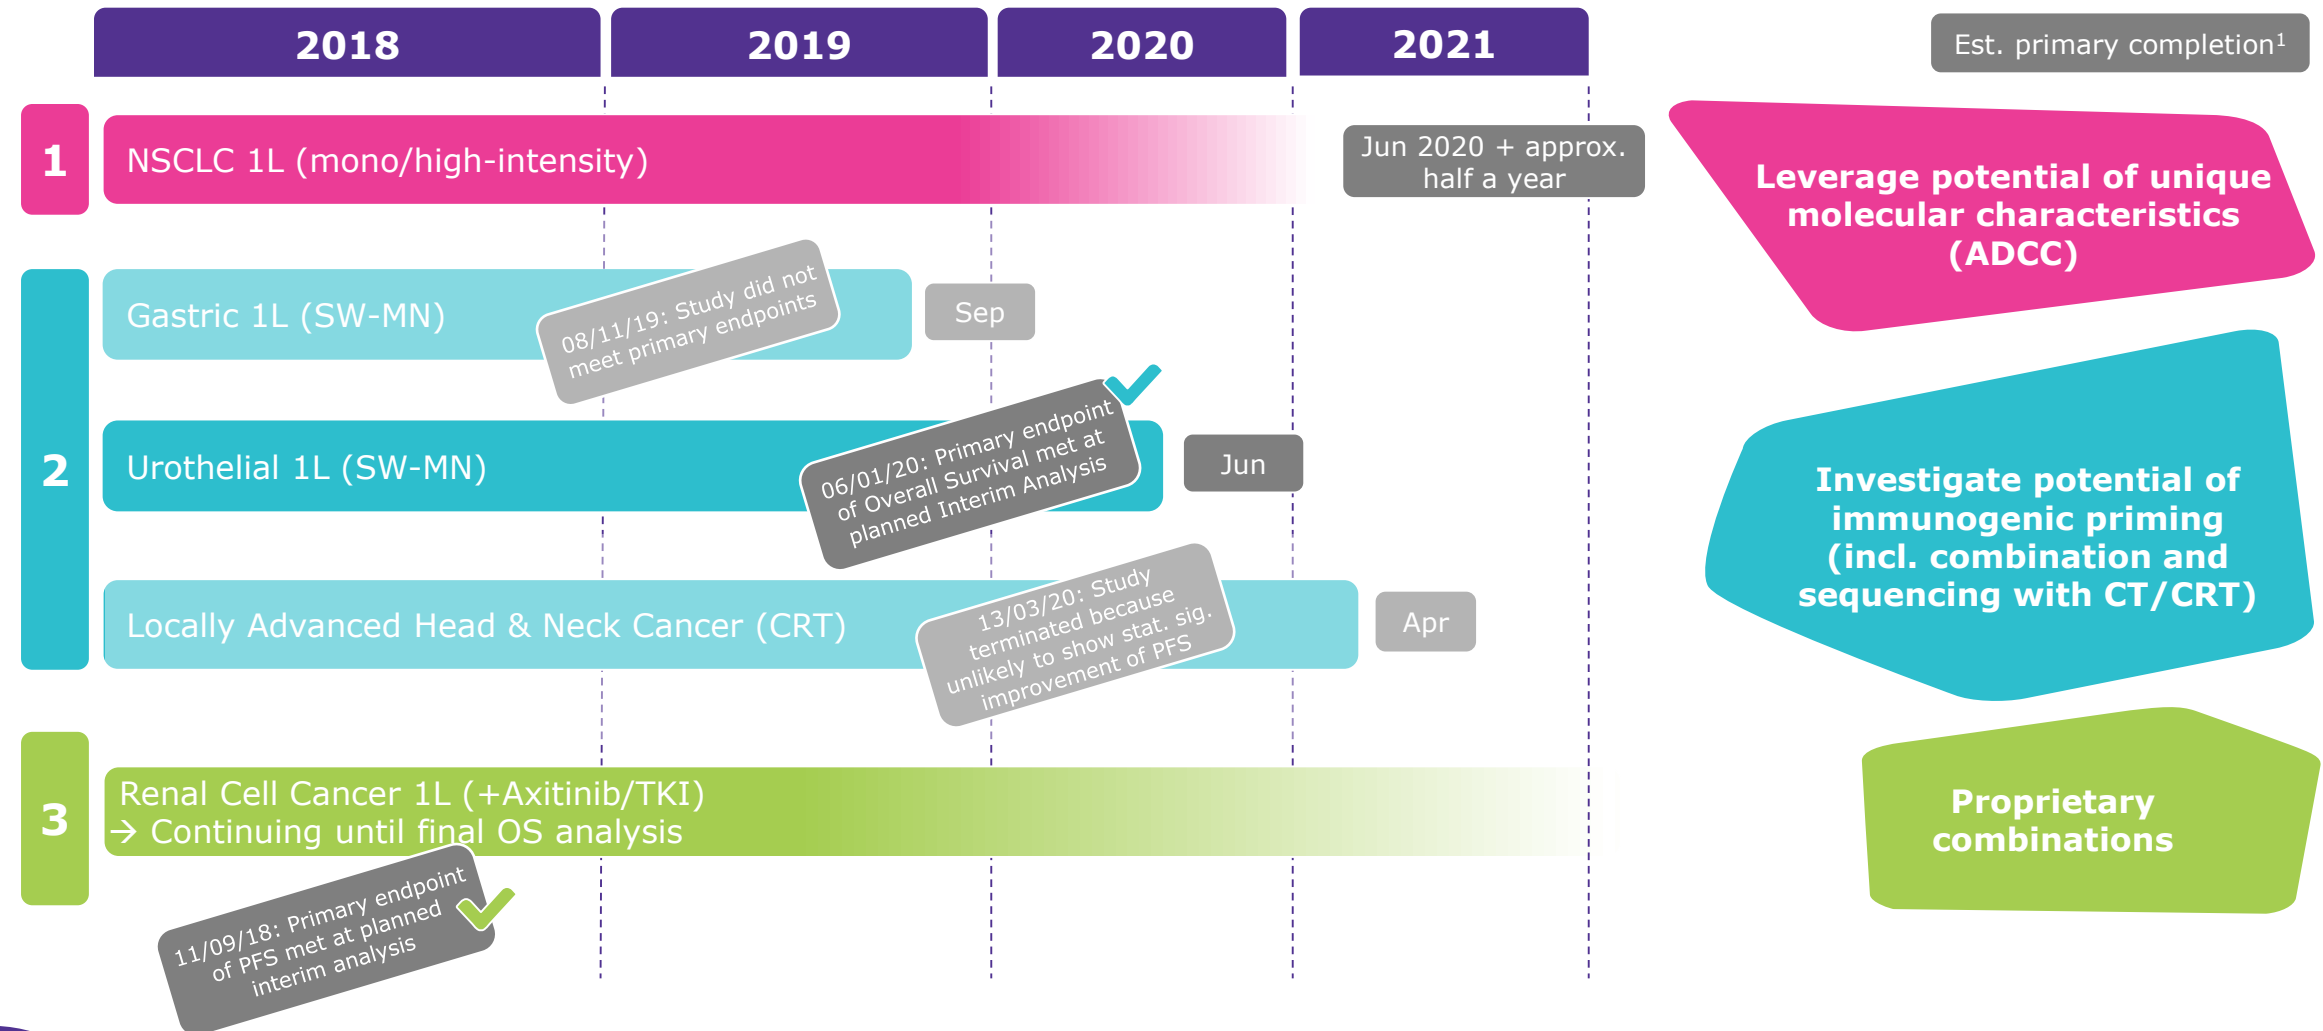 2018
2019
2020
2021
Est. primary completion¹
1
NSCLC 1L (mono/high-intensity)
Jun 2020 + approx.
half a year
Leverage potential of unique
molecular characteristics
(ADCC)
2
Gastric 1L (SW-MN)
08/11/19: Study did not
meet primary endpoints
Sep
Urothelial 1L (SW-MN)
06/01/20: Primary endpoint
of Overall Survival met at
planned Interim Analysis
Jun
Locally Advanced Head & Neck Cancer (CRT)
13/03/20: Study
terminated because
unlikely to show stat. sig.
improvement of PFS
Apr
Investigate potential of
immunogenic priming
(incl. combination and
sequencing with CT/CRT)
3
Renal Cell Cancer 1L (+Axitinib/TKI)
→ Continuing until final OS analysis
11/09/18: Primary endpoint
of PFS met at planned
interim analysis
Proprietary
combinations